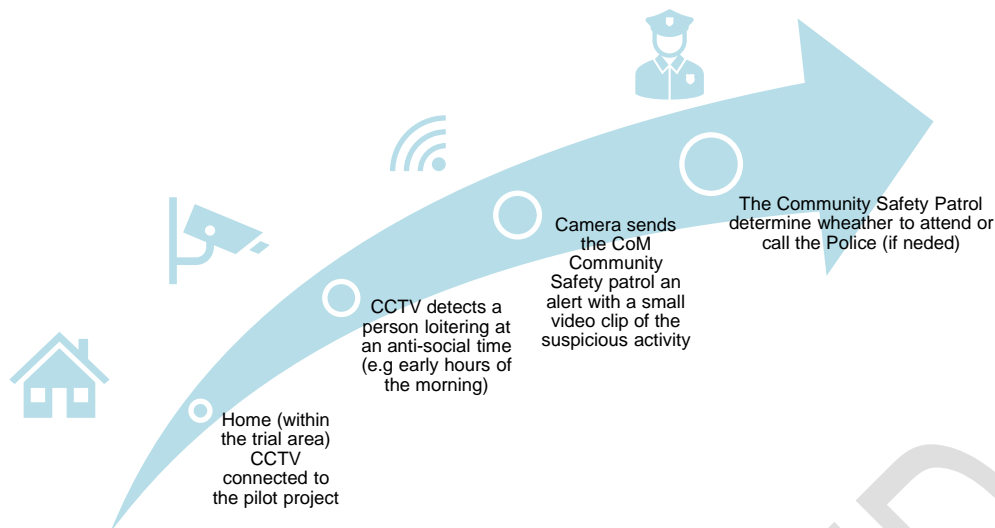 Home (within
the trial area)
CCTV
connected to
the pilot project
CCTV detects a
person loitering at
an anti-social time
(e.g early hours of
the morning)
Camera sends
the CoM
Community
Safety patrol an
alert with a small
video clip of the
suspicious activity
The Community Safety Patrol
determine wheather to attend or
call the Police (if neded)